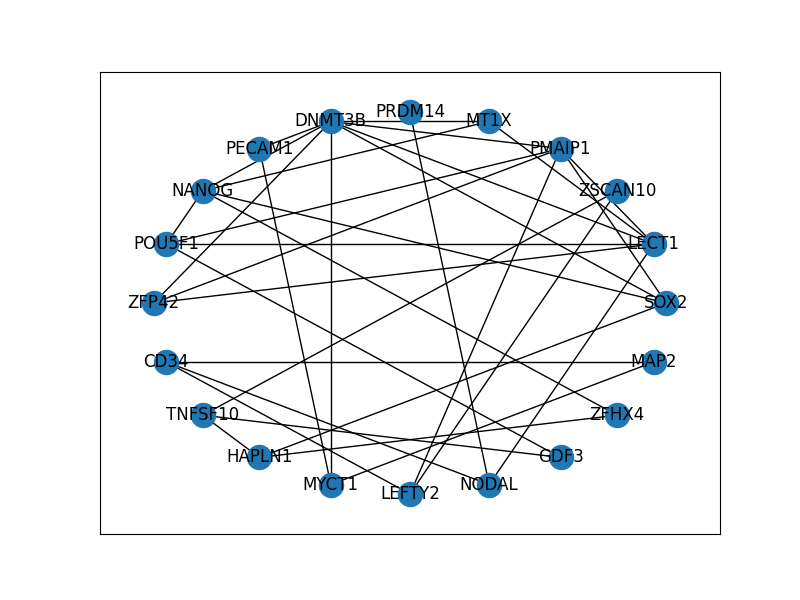 PRDM14
DNMT3B
MT1X
PECAM1
PMAIP1
NANOG
ZSCAN10
POU5F1
LECT1
ZFP42
SOX2
CD34
MAP2
TNFSF10
ZFHX4
HAPLN1
GDF3
MYCT1
NODAL
LEFTY2